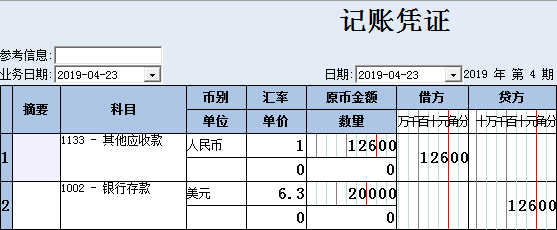 记账凭证
参考信息:
业务日期: 2019-04-23 日期: 2019-04-23 2019 年 第 4 期
摘要 科目 币别 汇率 原币金额 借方 贷方
单位 单价 数量 万千百十元角分 十万千百十元角分
1 1133 - 其他应收款 人民币 1 12600 12600
0 0
2 1002 - 银行存款 美元 6.3 20000 12600
0 0